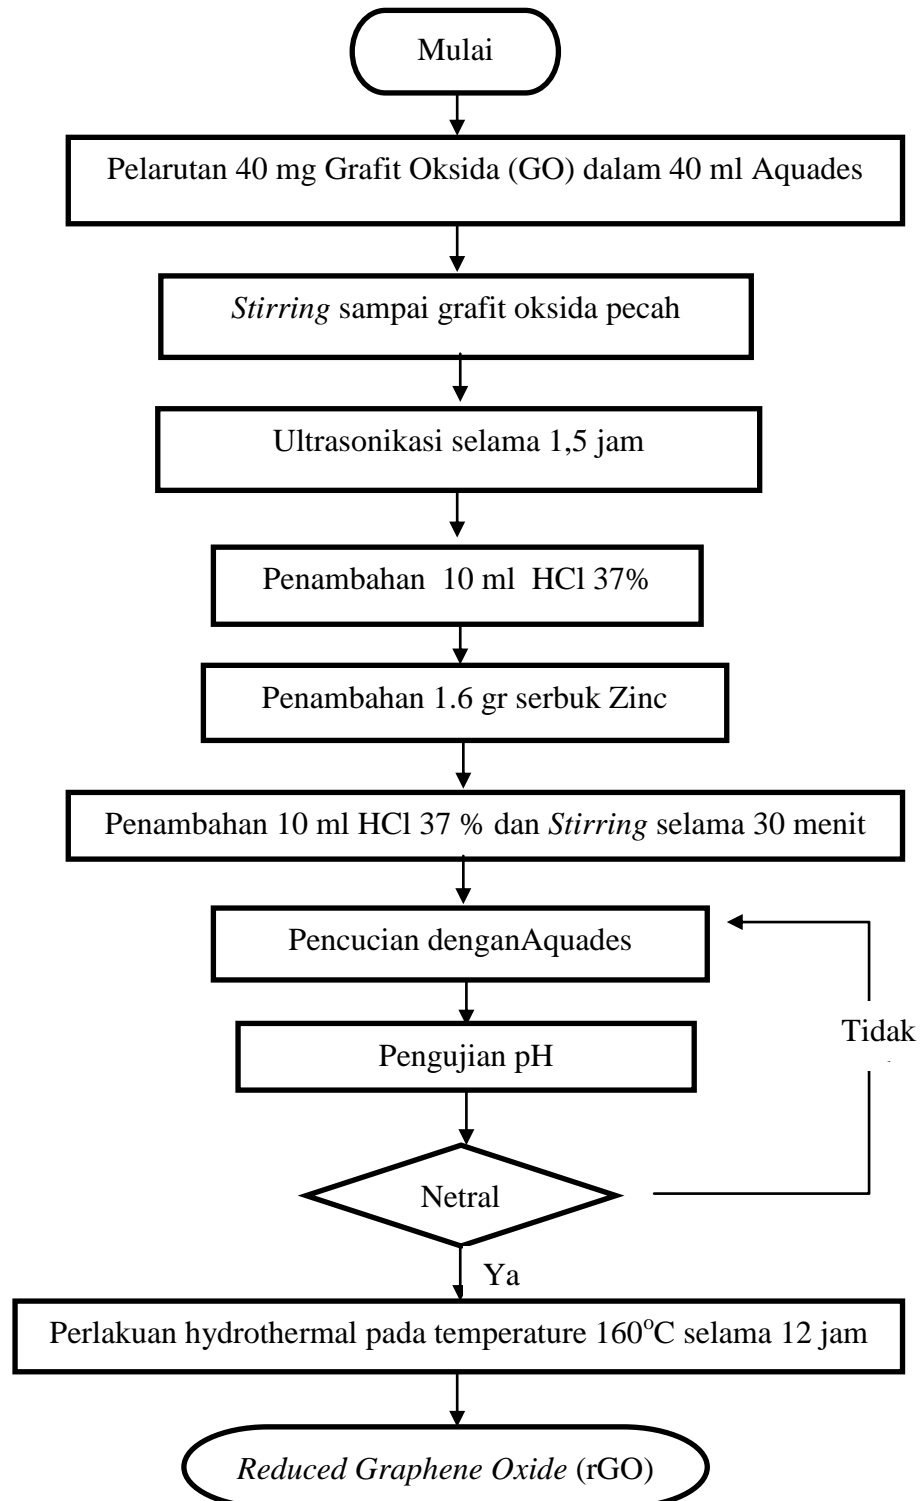 Mulai
Pelarutan 40 mg Grafit Oksida (GO) dalam 40 ml Aquades
Stirring sampai grafit oksida pecah
Ultrasonikasi selama 1,5 jam
Penambahan  10 ml  HCl 37%
Penambahan 1.6 gr serbuk Zinc
Penambahan 10 ml HCl 37 % dan Stirring selama 30 menit
Pencucian denganAquades
Tidak
Pengujian pH
Netral
Ya
Perlakuan hydrothermal pada temperature 160°C selama 12 jam
Reduced Graphene Oxide (rGO)